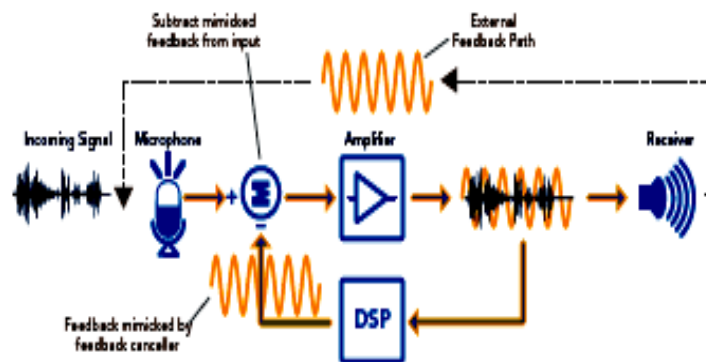 Subtract mimicked
feedback from input
External
Feedback Path
Incoming Signal
Microphone
Amplifier
Receiver
+
Σ
−
DSP
Feedback mimicked by
feedback canceller